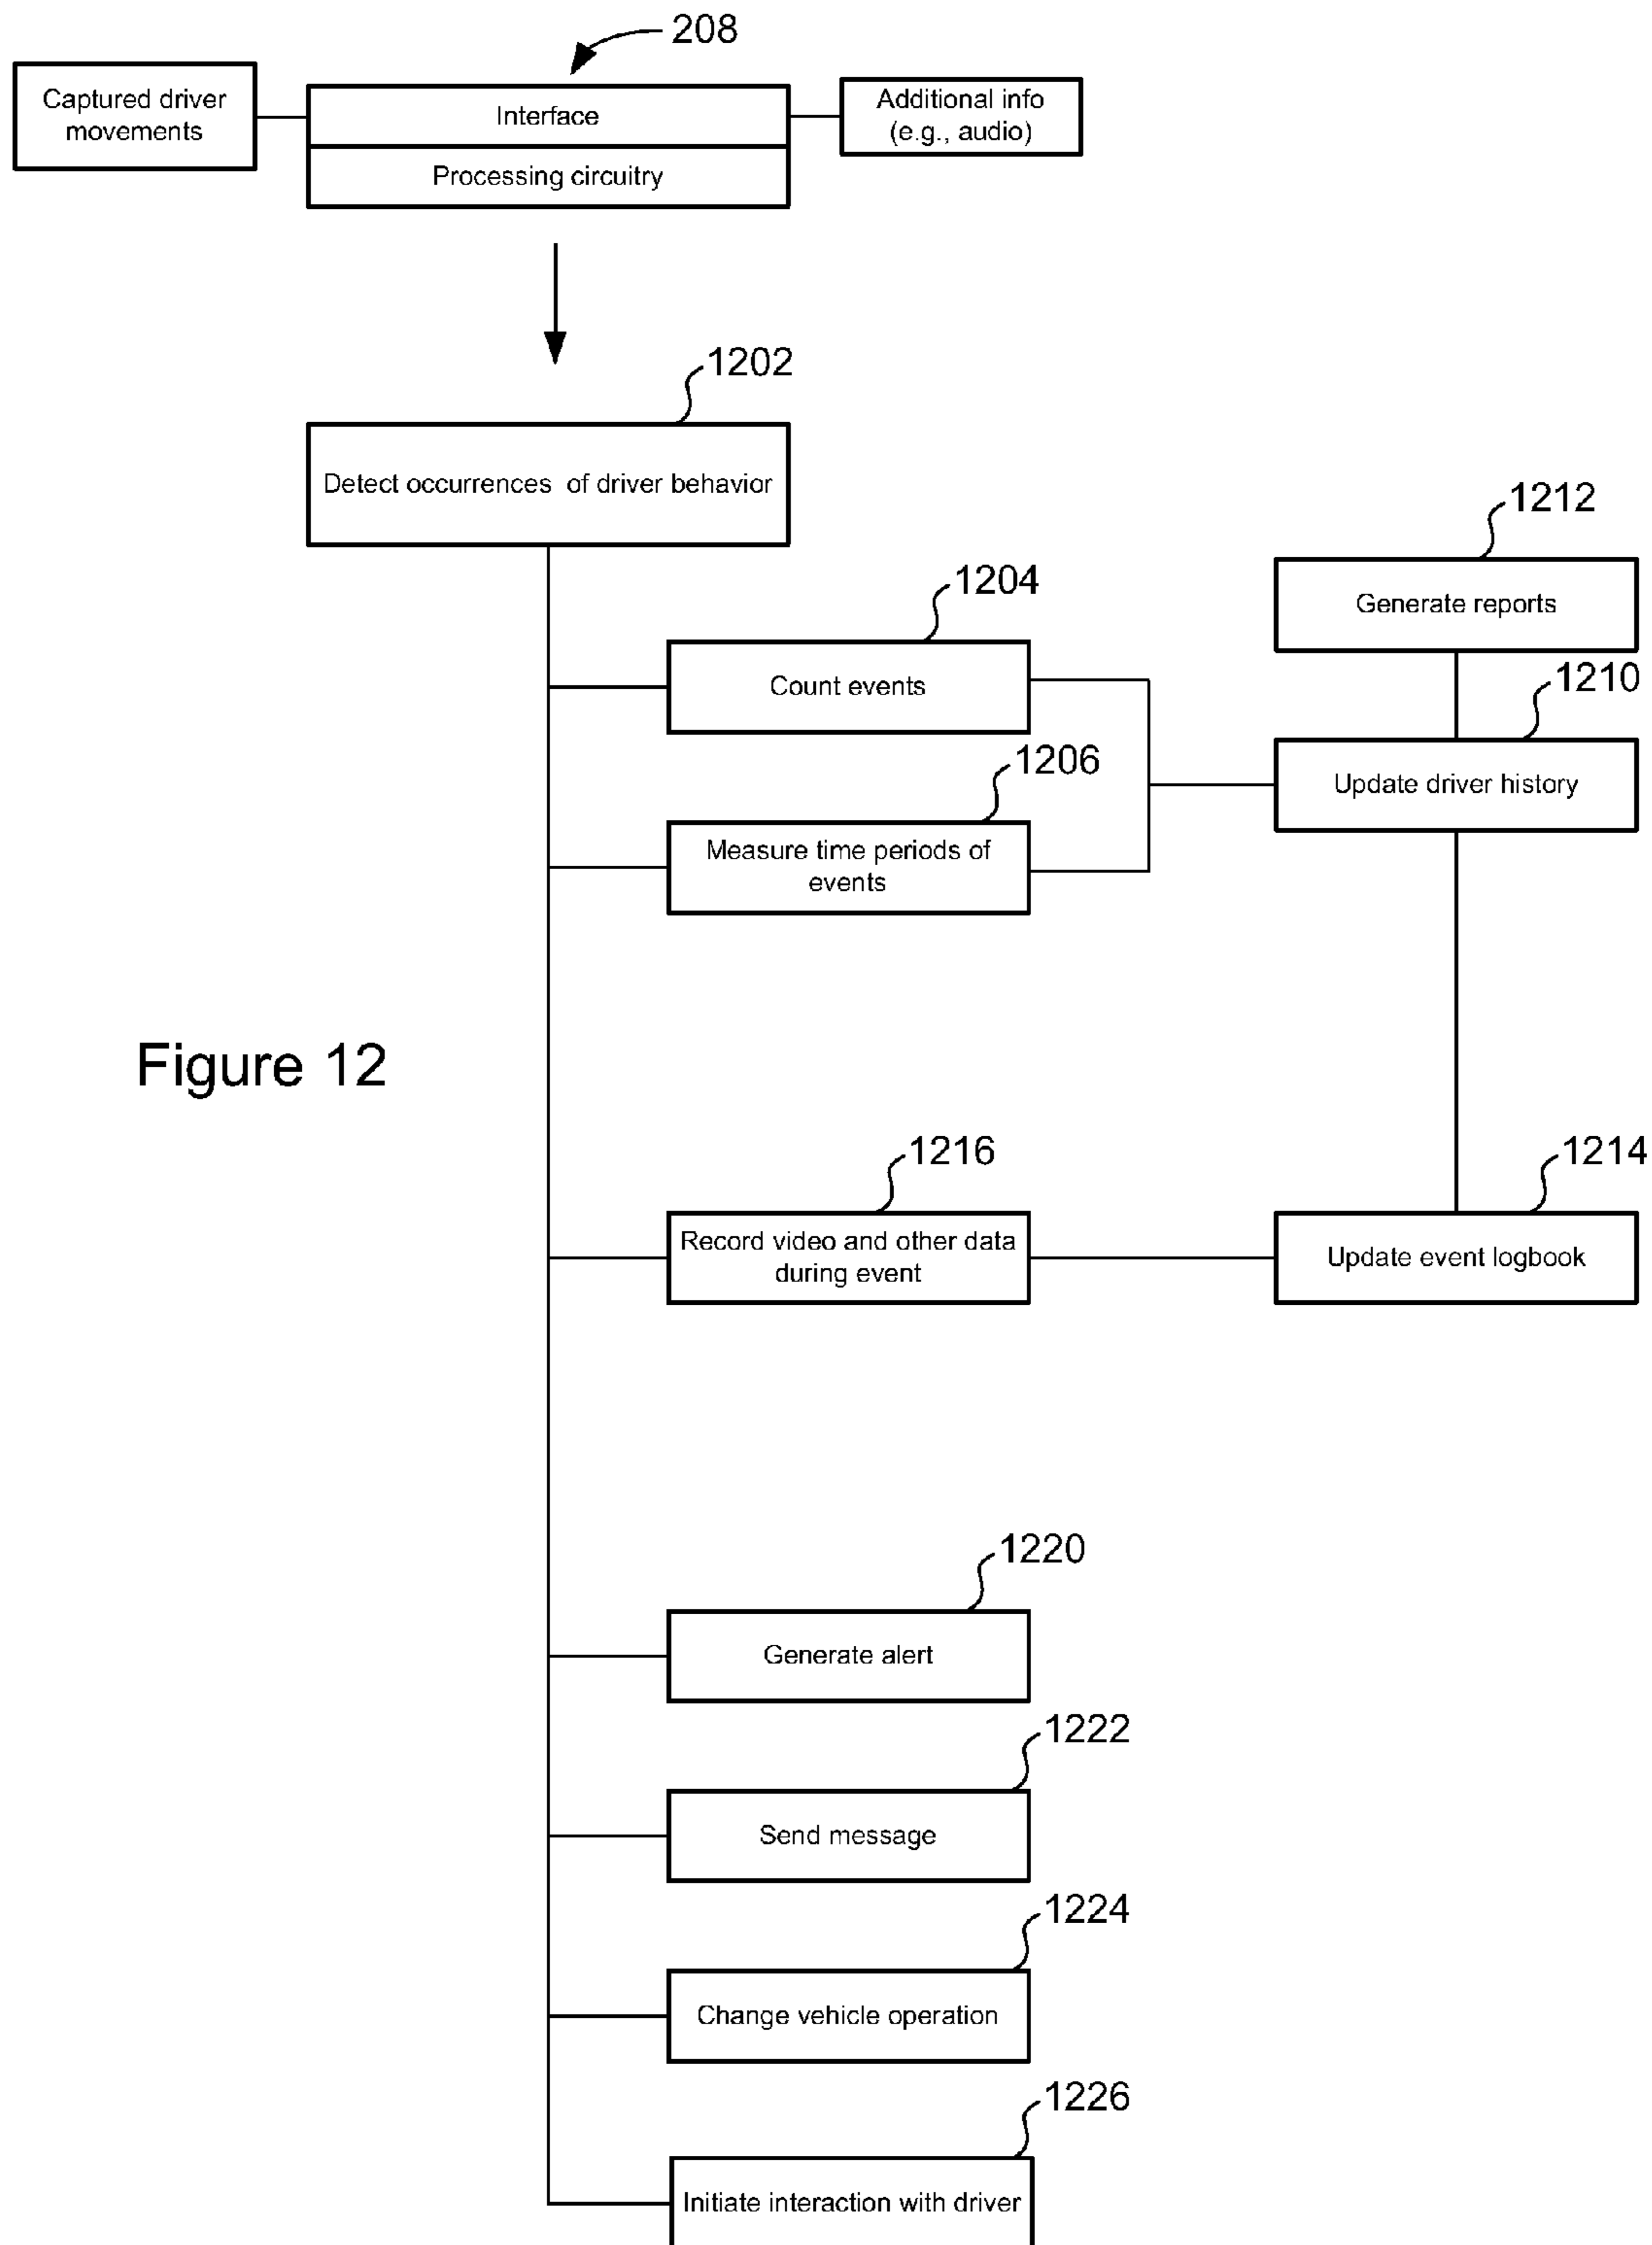 208
Captured driver
movements
Interface
Additional info
(e.g., audio)
Processing circuitry
1202
Detect occurrences of driver behavior
1212
Generate reports
1204
Count events
1210
Update driver history
1206
Measure time periods of
events
Figure 12
1216
Record video and other data
during event
1214
Update event logbook
1220
Generate alert
1222
Send message
1224
Change vehicle operation
1226
Initiate interaction with driver